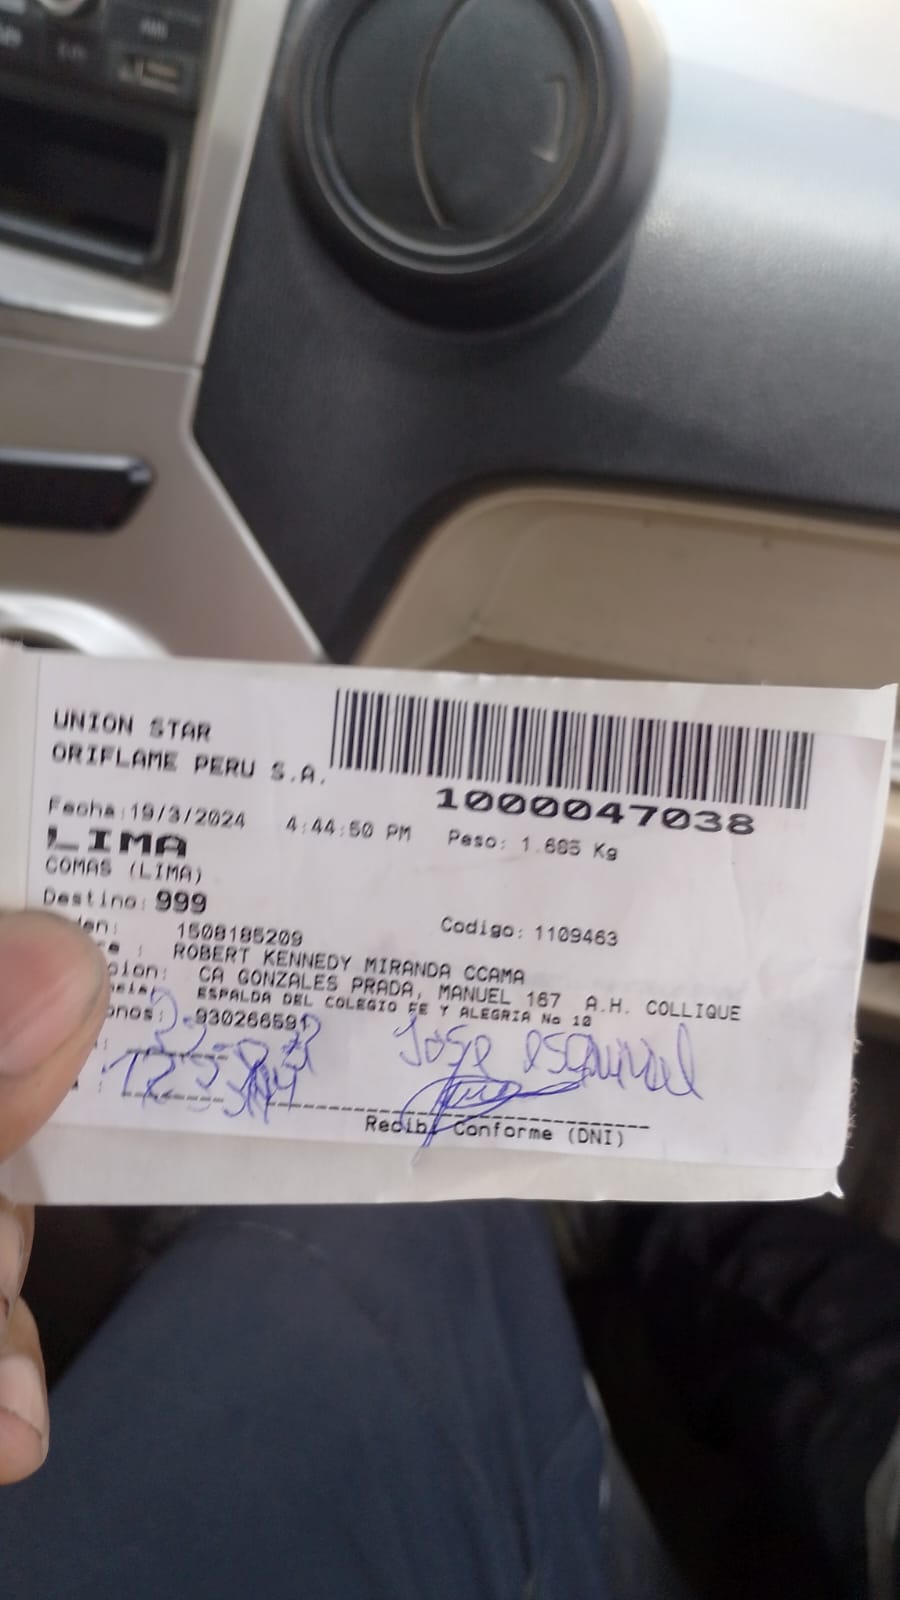 UNION STAR
ORIFLAME PERU S.A.
1000047038
Fecha:19/3/2024 4:44:50 PM Peso: 1.685 Kg
LIMA
COMAS (LIMA)
Destino: 999
1508185209 Codigo: 1109463
ROBERT KENNEDY MIRANDA CCAMA
CA GONZALES PRADA, MANUEL 167 A.H. COLLIQUE
ESPALDA DEL COLEGIO FE Y ALEGRIA No 10
930266591
Jose esquivel
Recibi Conforme (DNI)